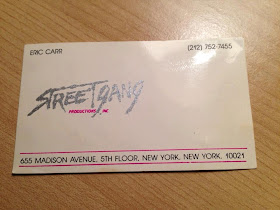 ERIC CARR (212) 752-7455
STREETGANG
PRODUCTIONS, INC
655 MADISON AVENUE, 5TH FLOOR, NEW YORK, NEW YORK, 10021